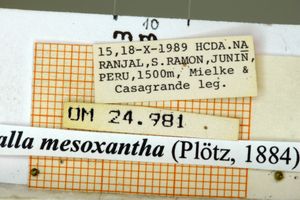 10
mm
15,18-X-1989 HCDA.NA
RANJAL,S.RAMON,JUNIN,
PERU,1500m, Mielke &
Casagrande leg.
OM 24.981
alla mesoxantha (Plötz, 1884)